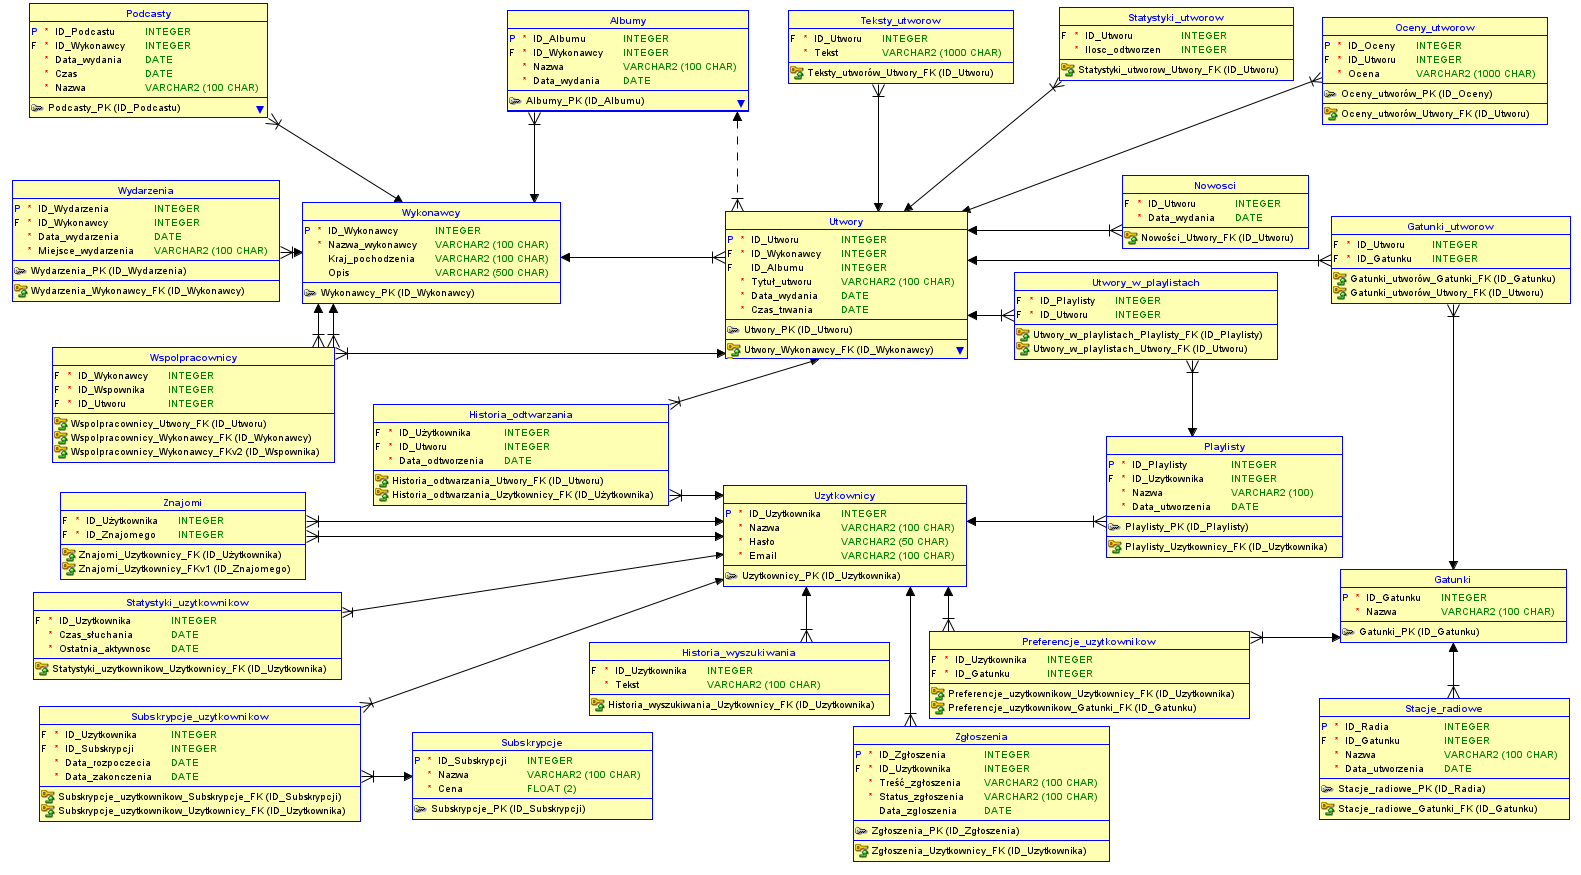 Podcasty
P * ID_Podcastu INTEGER
F * ID_Wykonawcy INTEGER
* Data_wydania DATE
* Czas DATE
* Nazwa VARCHAR2 (100 CHAR)
Podcasty_PK (ID_Podcastu)
Albumy
P * ID_Albumu INTEGER
F * ID_Wykonawcy INTEGER
* Nazwa VARCHAR2 (100 CHAR)
* Data_wydania DATE
Albumy_PK (ID_Albumu)
Teksty_utworow
F * ID_Utworu INTEGER
* Tekst VARCHAR2 (1000 CHAR)
Teksty_utworów_Utwory_FK (ID_Utworu)
Statystyki_utworow
F * ID_Utworu INTEGER
* Ilosc_odtworzen INTEGER
Statystyki_utworow_Utwory_FK (ID_Utworu)
Oceny_utworow
P * ID_Oceny INTEGER
F * ID_Utworu INTEGER
* Ocena VARCHAR2 (1000 CHAR)
Oceny_utworów_PK (ID_Oceny)
Oceny_utworów_Utwory_FK (ID_Utworu)
Wydarzenia
P * ID_Wydarzenia INTEGER
F * ID_Wykonawcy INTEGER
* Data_wydarzenia DATE
* Miejsce_wydarzenia VARCHAR2 (100 CHAR)
Wydarzenia_PK (ID_Wydarzenia)
Wydarzenia_Wykonawcy_FK (ID_Wykonawcy)
Wykonawcy
P * ID_Wykonawcy INTEGER
* Nazwa_wykonawcy VARCHAR2 (100 CHAR)
Kraj_pochodzenia VARCHAR2 (100 CHAR)
Opis VARCHAR2 (500 CHAR)
Wykonawcy_PK (ID_Wykonawcy)
Utwory
P * ID_Utworu INTEGER
F * ID_Wykonawcy INTEGER
F ID_Albumu INTEGER
* Tytuł_utworu VARCHAR2 (100 CHAR)
* Data_wydania DATE
* Czas_trwania DATE
Utwory_PK (ID_Utworu)
Utwory_Wykonawcy_FK (ID_Wykonawcy)
Nowosci
F * ID_Utworu INTEGER
* Data_wydania DATE
Nowości_Utwory_FK (ID_Utworu)
Gatunki_utworow
F * ID_Utworu INTEGER
F * ID_Gatunku INTEGER
Gatunki_utworów_Gatunki_FK (ID_Gatunku)
Gatunki_utworów_Utwory_FK (ID_Utworu)
Utwory_w_playlistach
F * ID_Playlisty INTEGER
F * ID_Utworu INTEGER
Utwory_w_playlistach_Playlisty_FK (ID_Playlisty)
Utwory_w_playlistach_Utwory_FK (ID_Utworu)
Wspolpracownicy
F * ID_Wykonawcy INTEGER
F * ID_Wspownika INTEGER
F * ID_Utworu INTEGER
Wspolpracownicy_Utwory_FK (ID_Utworu)
Wspolpracownicy_Wykonawcy_FK (ID_Wykonawcy)
Wspolpracownicy_Wykonawcy_FKv2 (ID_Wspownika)
Historia_odtwarzania
F * ID_Użytkownika INTEGER
F * ID_Utworu INTEGER
* Data_odtworzenia DATE
Historia_odtwarzania_Utwory_FK (ID_Utworu)
Historia_odtwarzania_Uzytkownicy_FK (ID_Użytkownika)
Playlisty
P * ID_Playlisty INTEGER
F * ID_Uzytkownika INTEGER
* Nazwa VARCHAR2 (100)
* Data_utworzenia DATE
Playlisty_PK (ID_Playlisty)
Playlisty_Uzytkownicy_FK (ID_Uzytkownika)
Znajomi
F * ID_Użytkownika INTEGER
F * ID_Znajomego INTEGER
Znajomi_Uzytkownicy_FK (ID_Użytkownika)
Znajomi_Uzytkownicy_FKv1 (ID_Znajomego)
Uzytkownicy
P * ID_Uzytkownika INTEGER
* Nazwa VARCHAR2 (100 CHAR)
* Hasło VARCHAR2 (50 CHAR)
* Email VARCHAR2 (100 CHAR)
Uzytkownicy_PK (ID_Uzytkownika)
Gatunki
P * ID_Gatunku INTEGER
* Nazwa VARCHAR2 (100 CHAR)
Gatunki_PK (ID_Gatunku)
Statystyki_uzytkownikow
F * ID_Uzytkownika INTEGER
* Czas_słuchania DATE
* Ostatnia_aktywnosc DATE
Statystyki_uzytkownikow_Uzytkownicy_FK (ID_Uzytkownika)
Historia_wyszukiwania
F * ID_Uzytkownika INTEGER
* Tekst VARCHAR2 (100 CHAR)
Historia_wyszukiwania_Uzytkownicy_FK (ID_Uzytkownika)
Preferencje_uzytkownikow
F * ID_Uzytkownika INTEGER
F * ID_Gatunku INTEGER
Preferencje_uzytkownikow_Uzytkownicy_FK (ID_Uzytkownika)
Preferencje_uzytkownikow_Gatunki_FK (ID_Gatunku)
Subskrypcje_uzytkownikow
F * ID_Uzytkownika INTEGER
F * ID_Subskrypcji INTEGER
* Data_rozpoczecia DATE
* Data_zakonczenia DATE
Subskrypcje_uzytkownikow_Subskrypcje_FK (ID_Subskrypcji)
Subskrypcje_uzytkownikow_Uzytkownicy_FK (ID_Uzytkownika)
Subskrypcje
P * ID_Subskrypcji INTEGER
* Nazwa VARCHAR2 (100 CHAR)
* Cena FLOAT (2)
Subskrypcje_PK (ID_Subskrypcji)
Zgłoszenia
P * ID_Zgłoszenia INTEGER
F * ID_Uzytkownika INTEGER
* Treść_zgłoszenia VARCHAR2 (100 CHAR)
* Status_zgłoszenia VARCHAR2 (100 CHAR)
Data_zgloszenia DATE
Zgłoszenia_PK (ID_Zgłoszenia)
Zgłoszenia_Uzytkownicy_FK (ID_Uzytkownika)
Stacje_radiowe
P * ID_Radia INTEGER
F * ID_Gatunku INTEGER
* Nazwa VARCHAR2 (100 CHAR)
* Data_utworzenia DATE
Stacje_radiowe_PK (ID_Radia)
Stacje_radiowe_Gatunki_FK (ID_Gatunku)